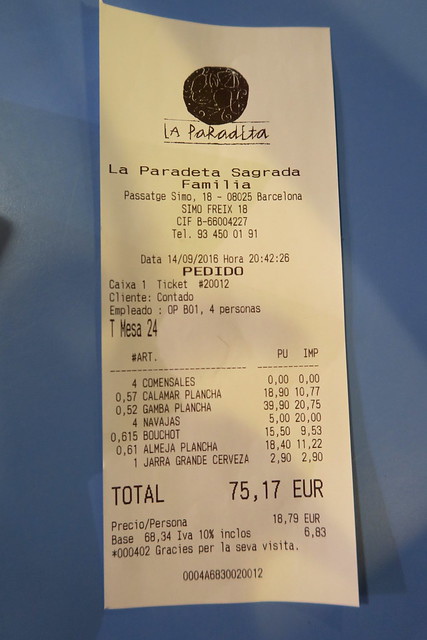 LA PaRadEta
La Paradeta Sagrada
Familia
Passatge Simo, 18 - 08025 Barcelona
SIMO FREIX 18
CIF B-66004227
Tel. 93 450 01 91
Data 14/09/2016 Hora 20:42:26
PEDIDO
Caixa 1 Ticket #20012
Cliente: Contado
Empleado : OP B01, 4 personas
T Mesa 24
#ART. PU IMP
4 COMENSALES 0,00 0,00
0,57 CALAMAR PLANCHA 18,90 10,77
0,52 GAMBA PLANCHA 39,90 20,75
4 NAVAJAS 5,00 20,00
0,615 BOUCHOT 15,50 9,53
0,61 ALMEJA PLANCHA 18,40 11,22
1 JARRA GRANDE CERVEZA 2,90 2,90
TOTAL 75,17 EUR
Precio/Persona 18,79 EUR
Base 68,34 Iva 10% inclos 6,83
*000402 Gracies per la seva visita.
0004A6830020012